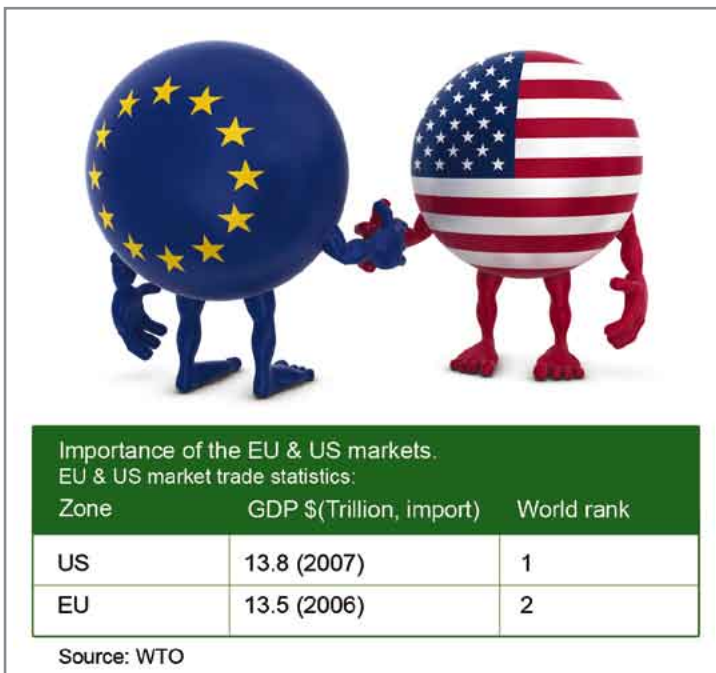 Importance of the EU & US markets.
EU & US market trade statistics:
Zone GDP $(Trillion, import) World rank
US 13.8 (2007) 1
EU 13.5 (2006) 2
Source: WTO